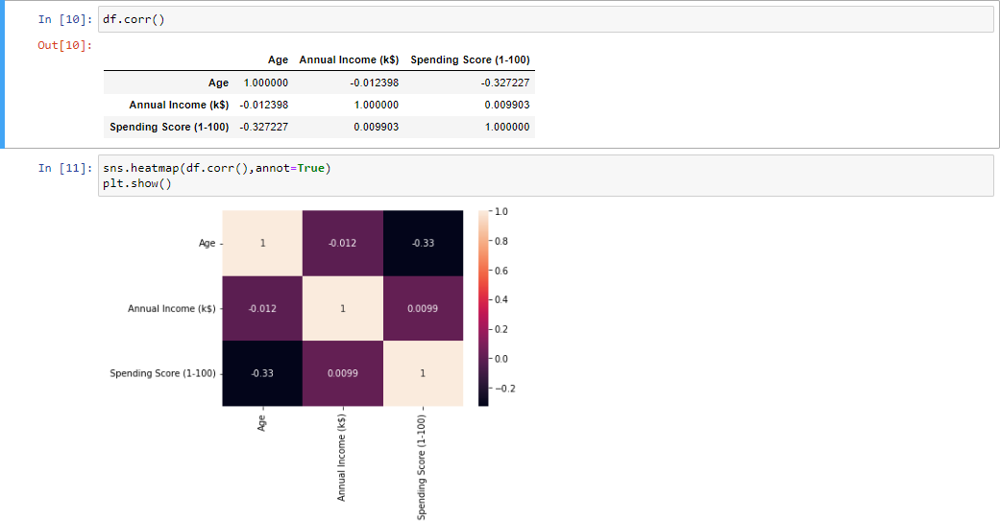 In [10]: df.corr()
Out[10]:
Age Annual Income (k$) Spending Score (1-100)
Age 1.000000 -0.012398 -0.327227
Annual Income (k$) -0.012398 1.000000 0.009903
Spending Score (1-100) -0.327227 0.009903 1.000000
In [11]: sns.heatmap(df.corr(),annot=True)
plt.show()
1.0
Age 1 -0.012 -0.33
0.8
0.6
Annual Income (k$) -0.012 1 0.0099
0.4
0.2
0.0
Spending Score (1-100) -0.33 0.0099 1
−0.2
Age
Annual Income (k$)
Spending Score (1-100)